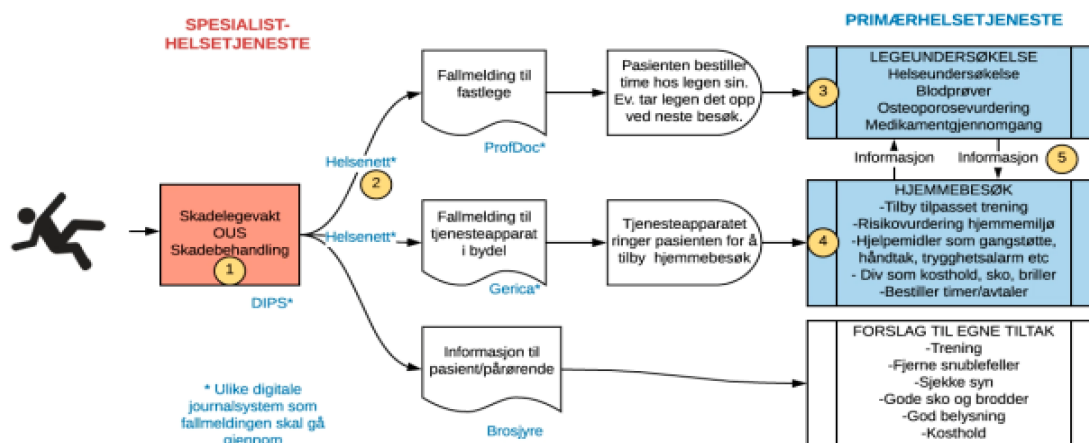 SPESIALIST-
HELSETJENESTE
PRIMÆRHELSETJENESTE
Fallmelding til
fastlege
ProfDoc*
Pasienten bestiller
time hos legen sin.
Ev. tar legen det opp
ved neste besøk.
3
LEGEUNDERSØKELSE
Helseundersøkelse
Blodprøver
Osteoporosevurdering
Medikamentgjennomgang
Helsenett*
2
Informasjon
Informasjon
5
Skadelegevakt
OUS
Skadebehandling
1
DIPS*
Helsenett*
Fallmelding til
tjenesteapparat
i bydel
Gerica*
Tjenesteapparatet
ringer pasienten for å
tilby hjemmebesøk
4
HJEMMEBESØK
-Tilby tilpasset trening
-Risikovurdering hjemmemiljø
-Hjelpemidler som gangstøtte,
håndtak, trygghetsalarm etc
- Div som kosthold, sko, briller
-Bestiller timer/avtaler
Informasjon til
pasient/pårørende
Brosjyre
FORSLAG TIL EGNE TILTAK
-Trening
-Fjerne snublefeller
-Sjekke syn
-Gode sko og brodder
-God belysning
-Kosthold
* Ulike digitale
journalsystem som
fallmeldingen skal gå
gjennom